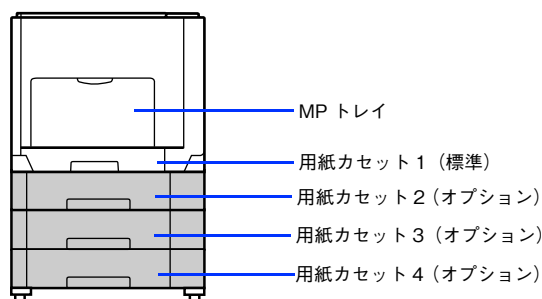 MP トレイ
用紙カセット1（標準）
用紙カセット2（オプション）
用紙カセット3（オプション）
用紙カセット4（オプション）